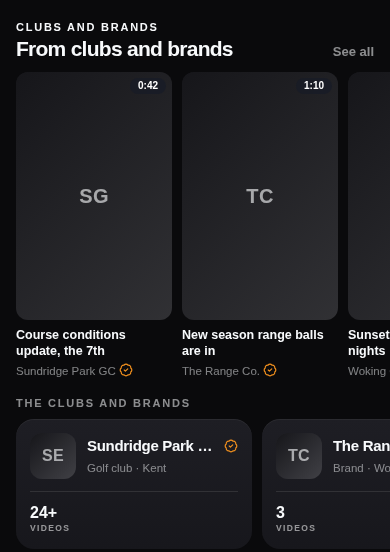 CLUBS AND BRANDS
From clubs and brands
See all
0:42
1:10
SG
TC
Course conditions
update, the 7th
New season range balls
are in
Sunset
nights
Sundridge Park GC
The Range Co.
Woking
THE CLUBS AND BRANDS
SE
Sundridge Park ...
Golf club · Kent
24+
VIDEOS
TC
The Ran
Brand · Wo
3
VIDEOS